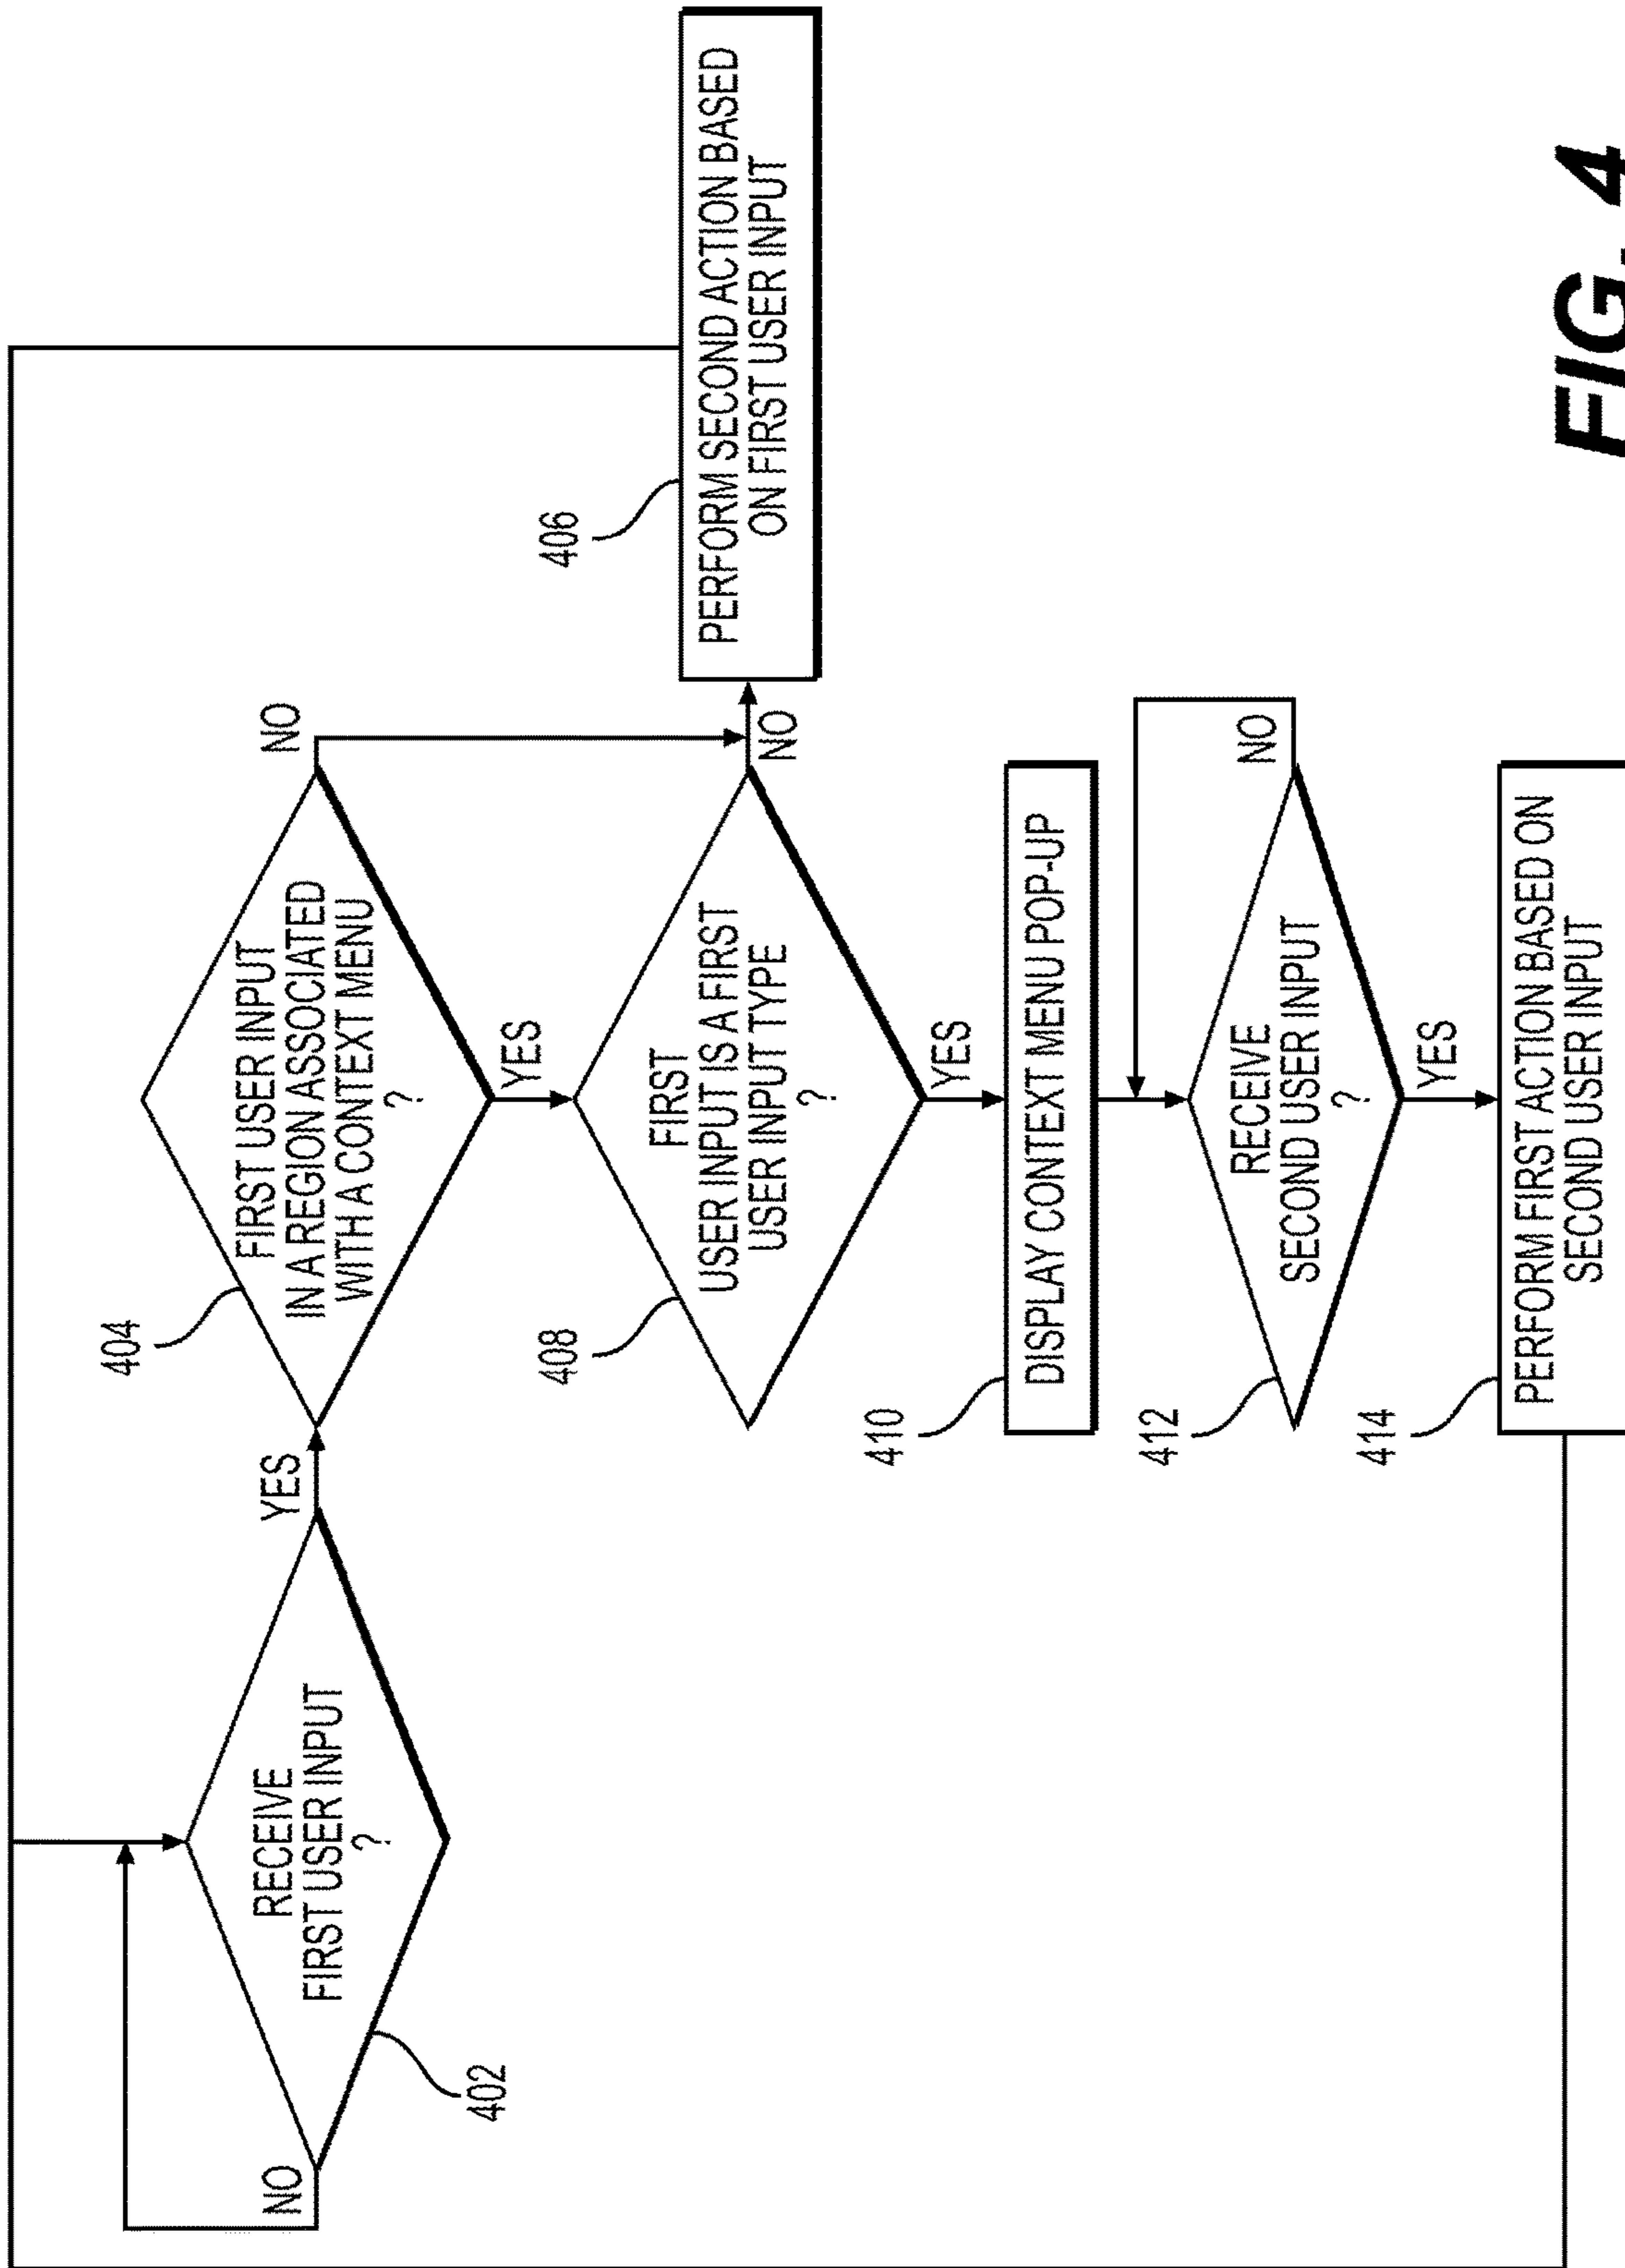 RECEIVE
FIRST USER INPUT
?
NO
YES
402
404
FIRST USER INPUT
IN A REGION ASSOCIATED
WITH A CONTEXT MENU
?
NO
YES
406
PERFORM SECOND ACTION BASED
ON FIRST USER INPUT
408
FIRST
USER INPUT IS A FIRST
USER INPUT TYPE
?
NO
YES
410
DISPLAY CONTEXT MENU POP-UP
412
RECEIVE
SECOND USER INPUT
?
NO
YES
414
PERFORM FIRST ACTION BASED ON
SECOND USER INPUT
FIG. 4